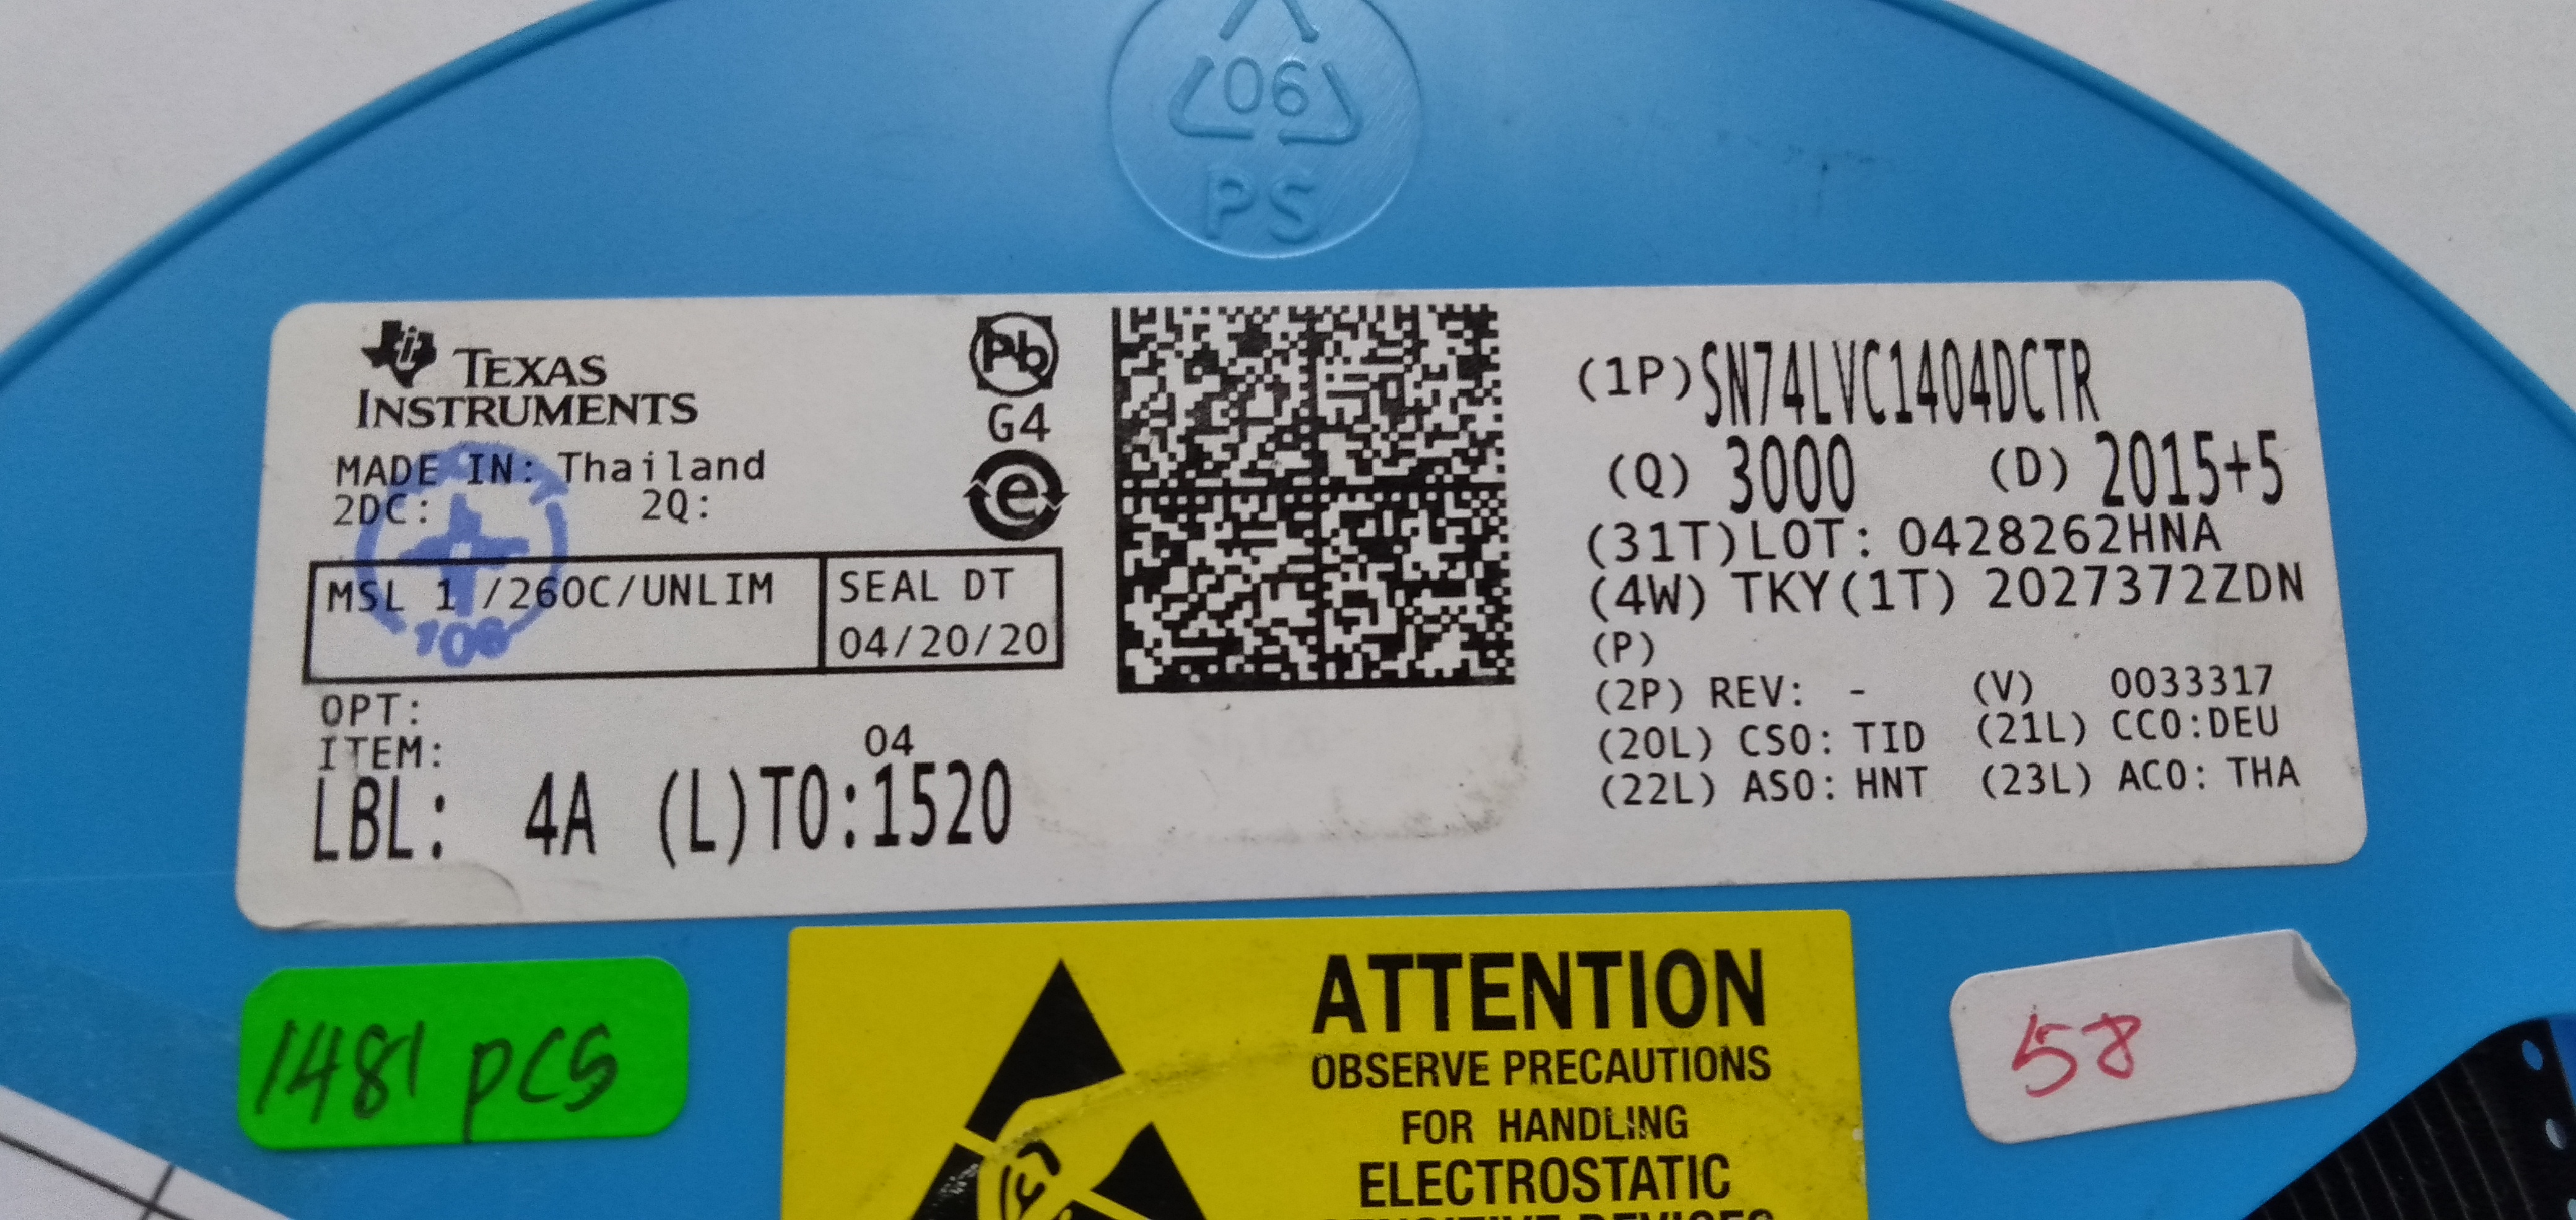 06
PS
TEXAS
INSTRUMENTS
MADE IN: Thailand
2DC: 2Q:
Pb
G4
e
MSL 1 /260C/UNLIM
SEAL DT
04/20/20
106
OPT:
ITEM:
04
LBL: 4A (L)TO:1520
(1P)SN74LVC1404DCTR
(Q) 3000 (D) 2015+5
(31T)LOT: 0428262HNA
(4W) TKY(1T) 2027372ZDN
(P)
(2P) REV: - (V) 0033317
(20L) CSO: TID (21L) CCO:DEU
(22L) ASO: HNT (23L) ACO: THA
1481 pcs
ATTENTION
OBSERVE PRECAUTIONS
FOR HANDLING
ELECTROSTATIC
SENSITIVE DEVICES
58